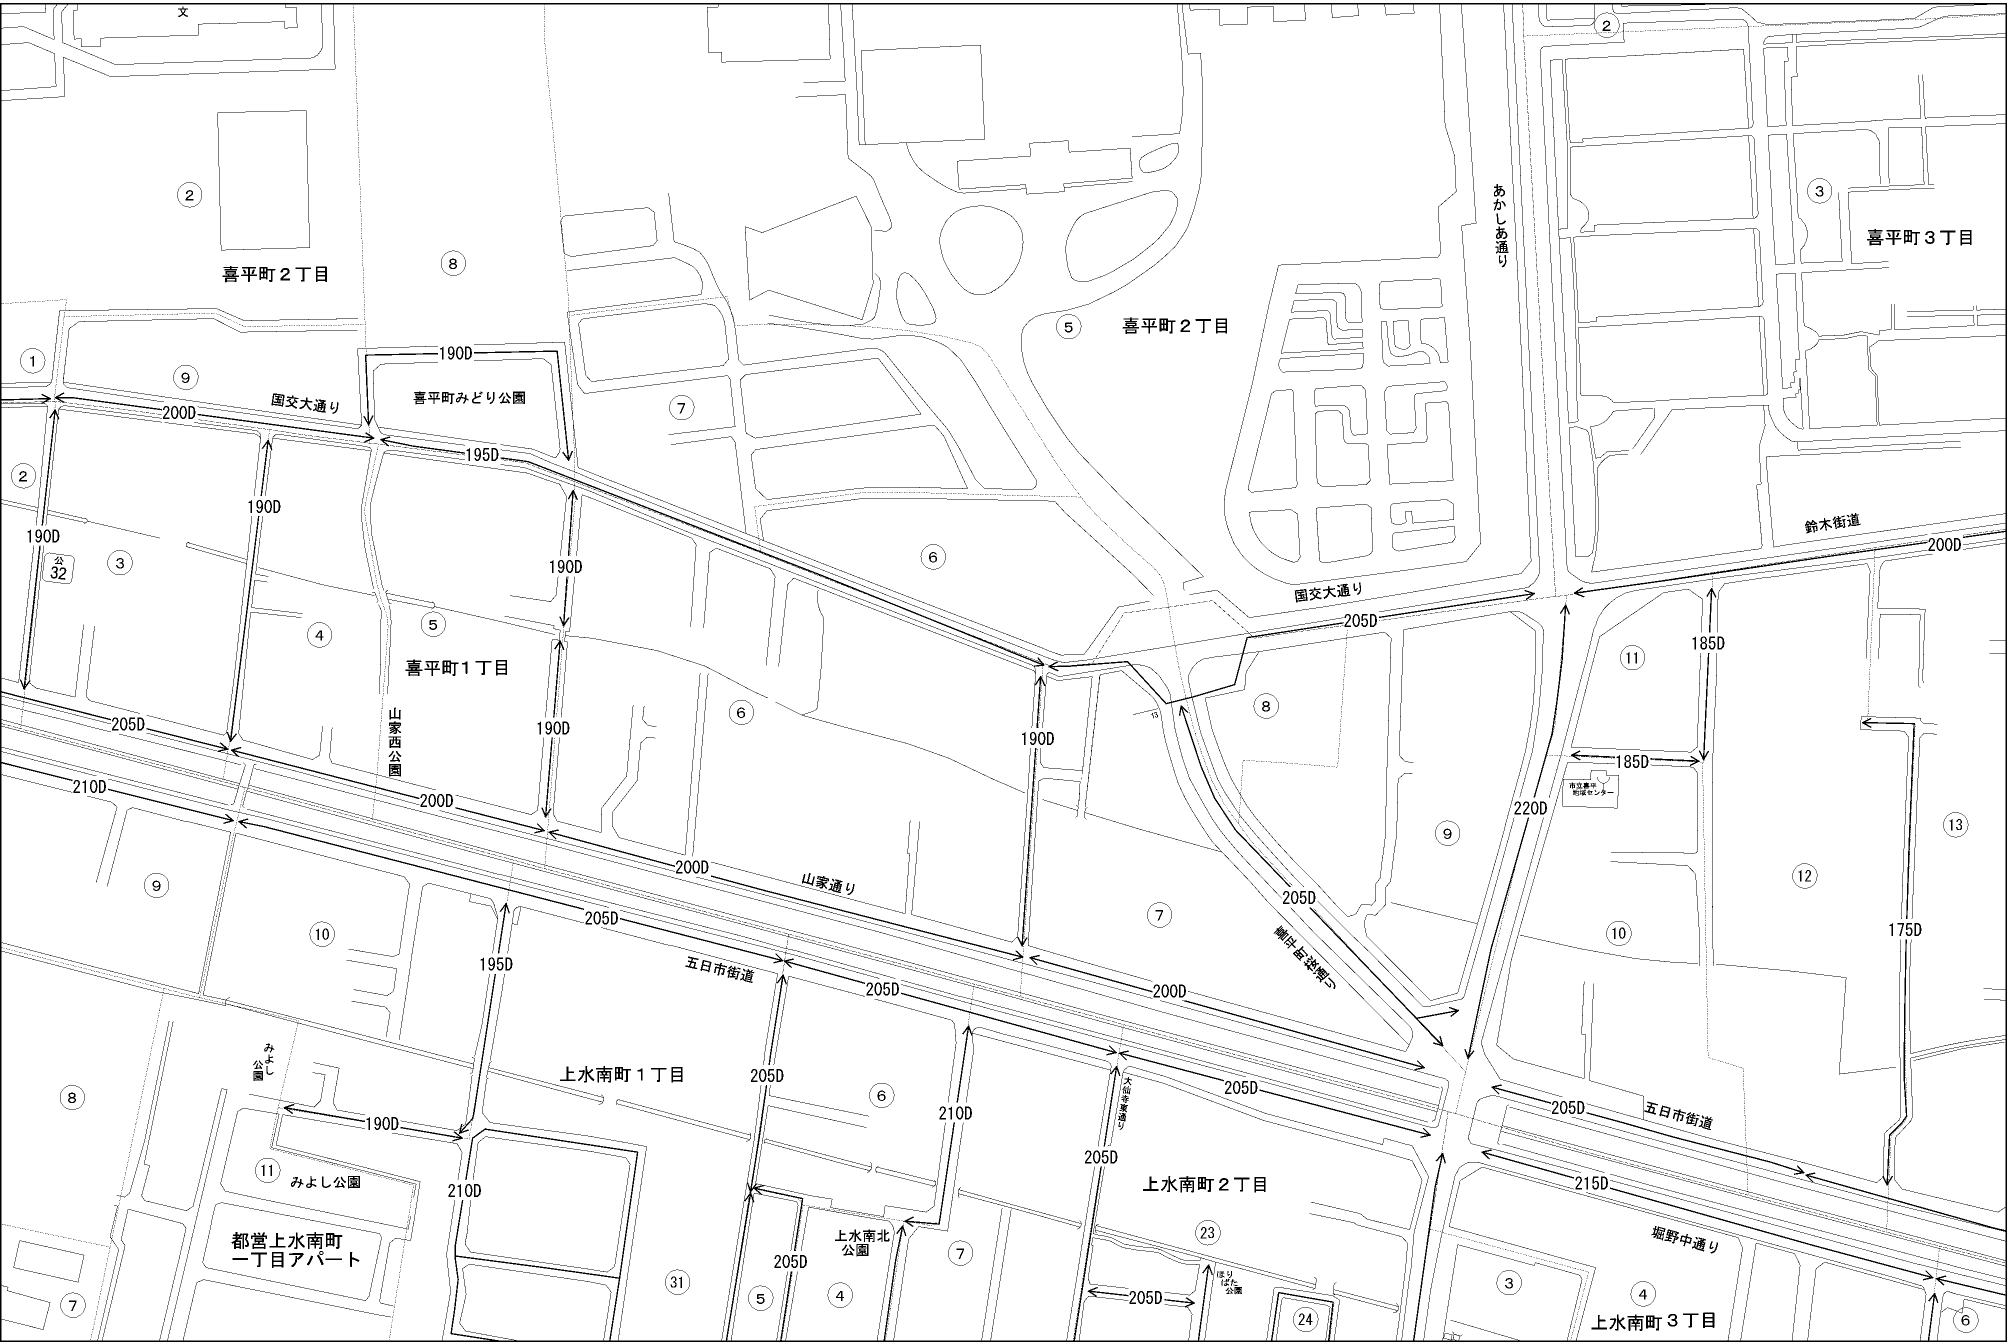 文
2
2
喜平町2丁目
8
あかしあ通り
3
喜平町3丁目
5
喜平町2丁目
1
9
国交大通り
200D
190D
喜平町みどり公園
7
195D
2
190D
190D
公
32
3
190D
6
鈴木街道
200D
国交大通り
205D
4
5
喜平町1丁目
11
185D
6
8
13
205D
山家西公園
190D
190D
185D
市立喜平
地域センター
210D
200D
220D
9
13
200D
山家通り
12
9
10
205D
205D
7
喜平町桜通り
10
175D
195D
五日市街道
205D
200D
みよし
公園
上水南町1丁目
205D
6
大仙寺東通り
205D
8
210D
205D
五日市街道
190D
205D
11
みよし公園
210D
上水南町2丁目
215D
都営上水南町
一丁目アパート
上水南北
公園
7
23
堀野中通り
205D
31
ほり
ばた
公園
3
4
7
5
4
205D
24
上水南町3丁目
6